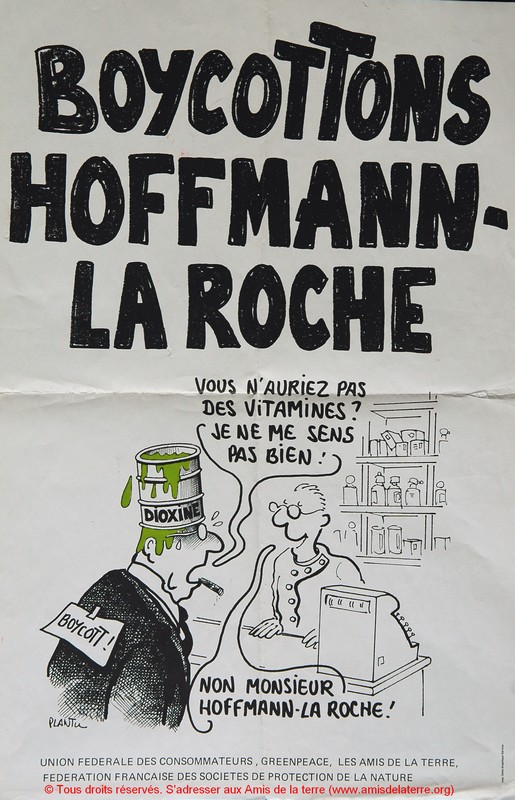 BOYCOTTONS
HOFFMANN-
LA ROCHE
VOUS N'AURIEZ PAS
DES VITAMINES ?
JE NE ME SENS
PAS BIEN !
DIOXINE
BOYCOTT !
NON MONSIEUR
HOFFMANN-LA ROCHE !
PLANTU
UNION FEDERALE DES CONSOMMATEURS, GREENPEACE, LES AMIS DE LA TERRE,
FEDERATION FRANCAISE DES SOCIETES DE PROTECTION DE LA NATURE
© Tous droits réservés. S'adresser aux Amis de la terre (www.amisdelaterre.org)